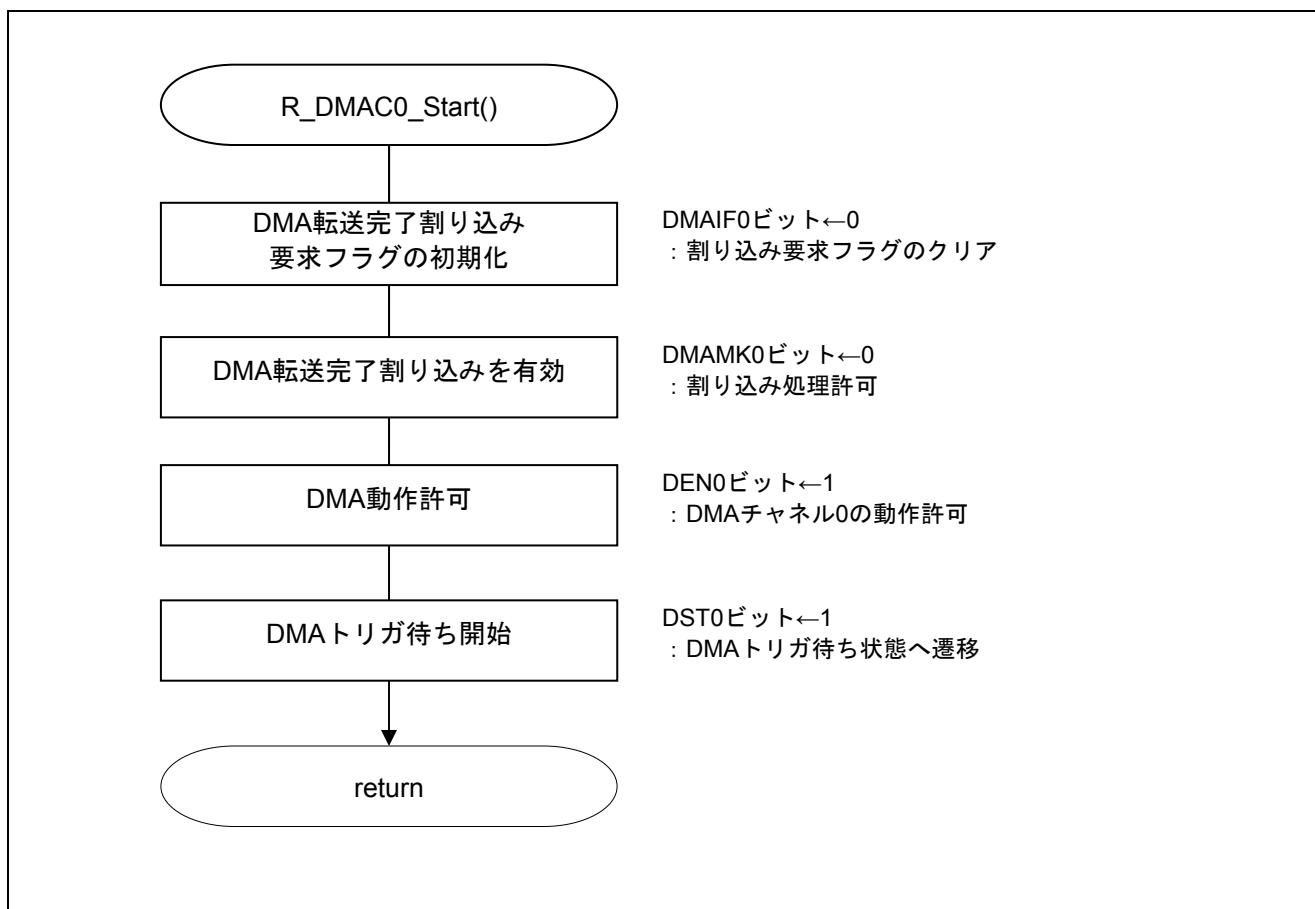 R_DMAC0_Start()
DMA転送完了割り込み
要求フラグの初期化
DMAIF0ビット←0
：割り込み要求フラグのクリア
DMA転送完了割り込みを有効
DMAMK0ビット←0
：割り込み処理許可
DMA動作許可
DEN0ビット←1
：DMAチャネル0の動作許可
DMAトリガ待ち開始
DST0ビット←1
：DMAトリガ待ち状態へ遷移
return